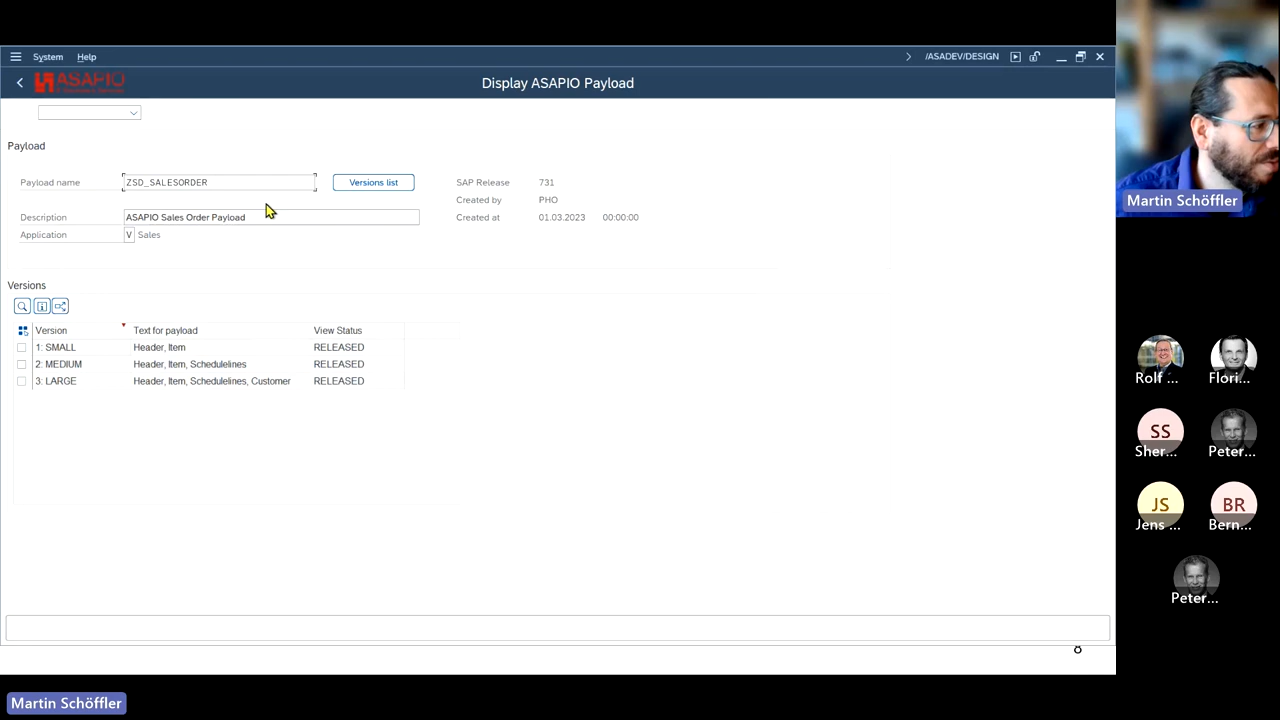 System Help /ASADEV/DESIGN
ASAPIO
Display ASAPIO Payload
Payload
Payload name ZSD_SALESORDER Versions list SAP Release 731
Created by PHO
Description ASAPIO Sales Order Payload Created at 01.03.2023 00:00:00
Application V Sales
Versions
Version Text for payload View Status
1: SMALL Header, Item RELEASED
2: MEDIUM Header, Item, Schedulelines RELEASED
3: LARGE Header, Item, Schedulelines, Customer RELEASED
8
Martin Schöffler
Martin Schöffler
Rolf ... Flori...
SS
Sher... Peter...
JS BR
Jens ... Bern...
Peter...